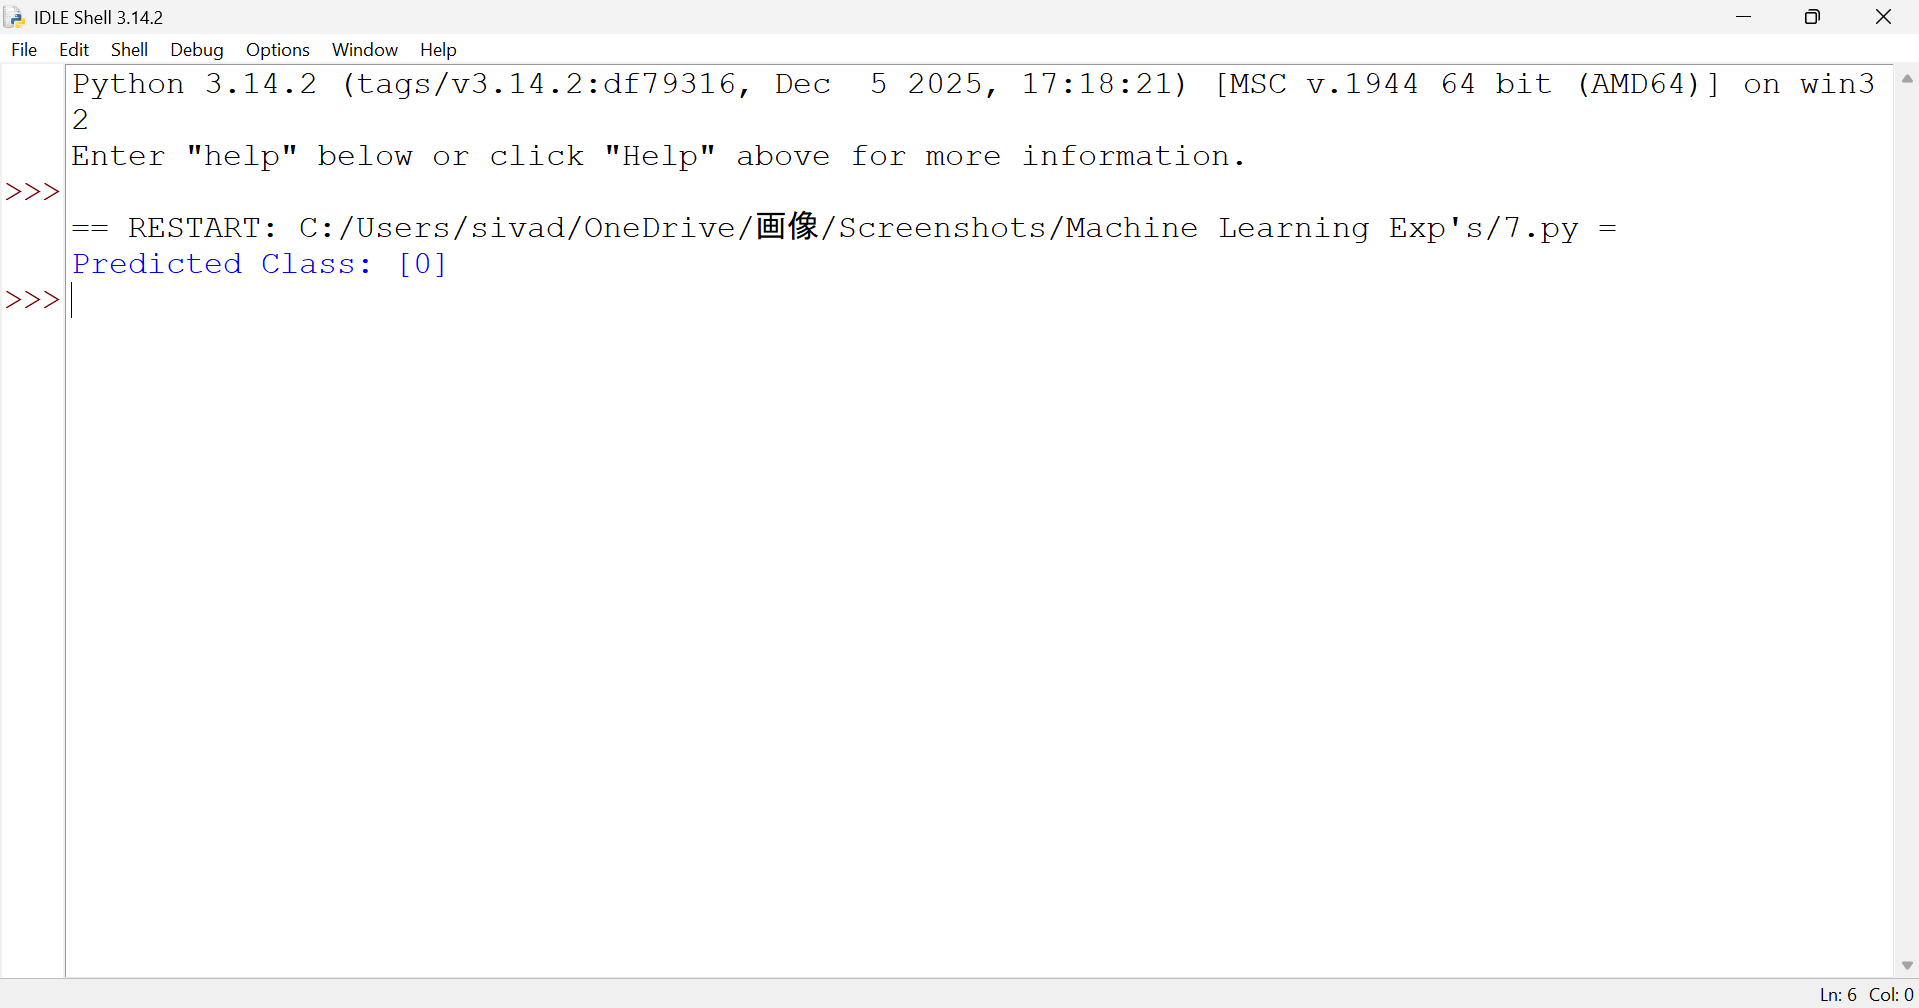 IDLE Shell 3.14.2
File Edit Shell Debug Options Window Help
Python 3.14.2 (tags/v3.14.2:df79316, Dec  5 2025, 17:18:21) [MSC v.1944 64 bit (AMD64)] on win3
2
Enter "help" below or click "Help" above for more information.
>>>
== RESTART: C:/Users/sivad/OneDrive/画像/Screenshots/Machine Learning Exp's/7.py =
Predicted Class: [0]
>>>
Ln: 6 Col: 0